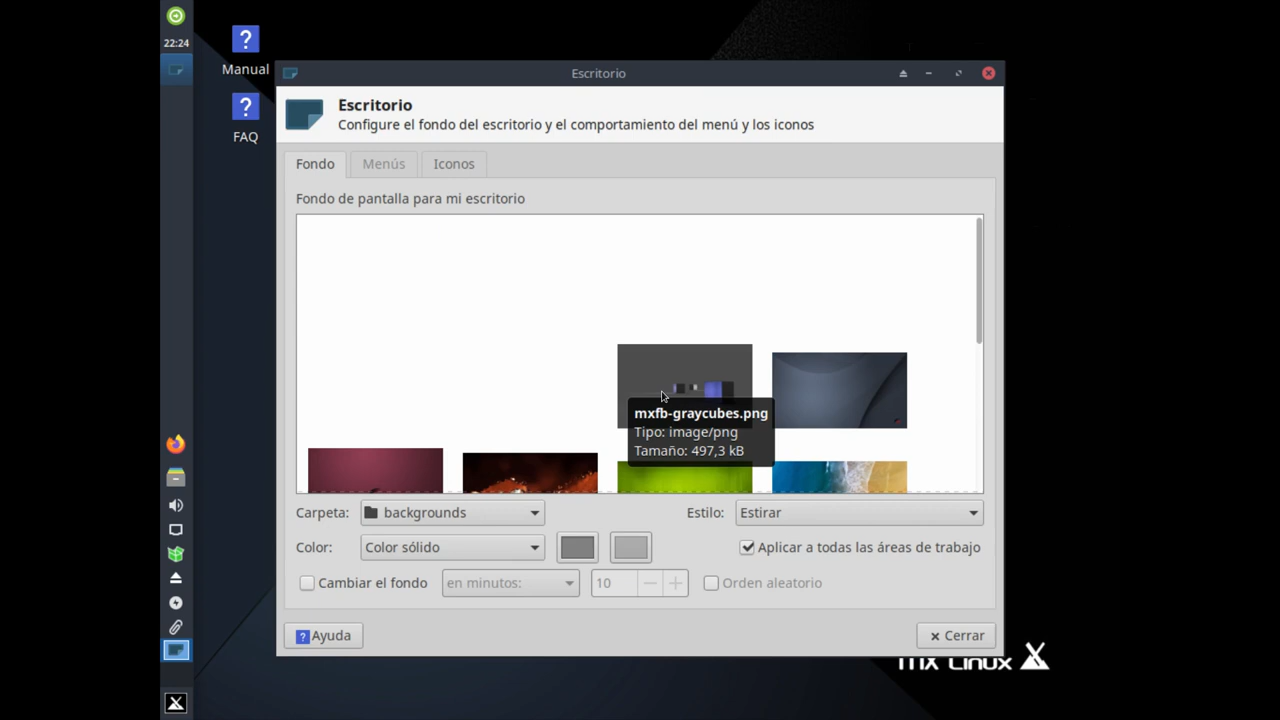 22:24
Manual
FAQ
Escritorio
Escritorio
Configure el fondo del escritorio y el comportamiento del menú y los iconos
Fondo
Menús
Iconos
Fondo de pantalla para mi escritorio
mxfb-graycubes.png
Tipo: image/png
Tamaño: 497,3 kB
Carpeta:
backgrounds
Estilo:
Estirar
Color:
Color sólido
Aplicar a todas las áreas de trabajo
Cambiar el fondo
en minutos:
10
Orden aleatorio
Ayuda
Cerrar
MX Linux